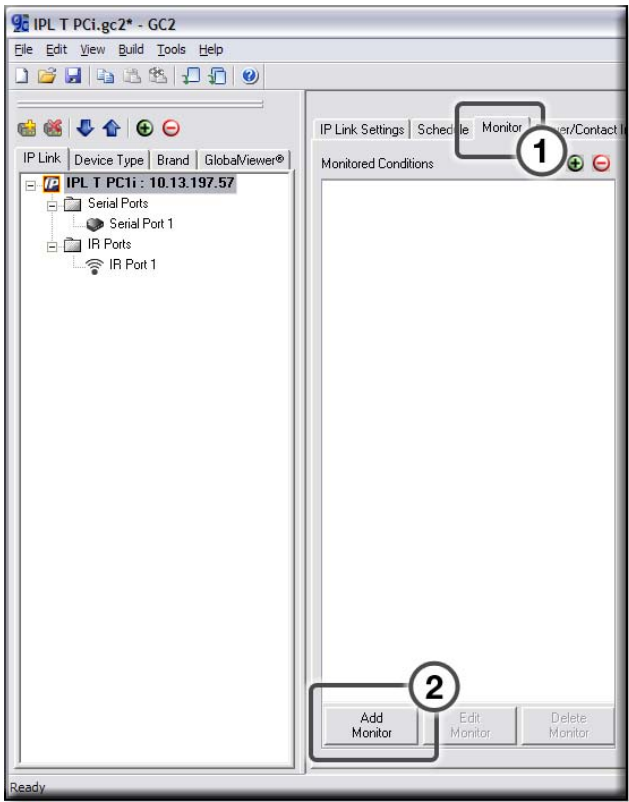 IPL T PCi.gc2* - GC2
File Edit View Build Tools Help
IP Link Device Type Brand GlobalViewer®
IPL T PC1i : 10.13.197.57
Serial Ports
Serial Port 1
IR Ports
IR Port 1
IP Link Settings Monitor
1
Monitored Conditions
2
Add Monitor
Edit Monitor
Delete Monitor
Ready